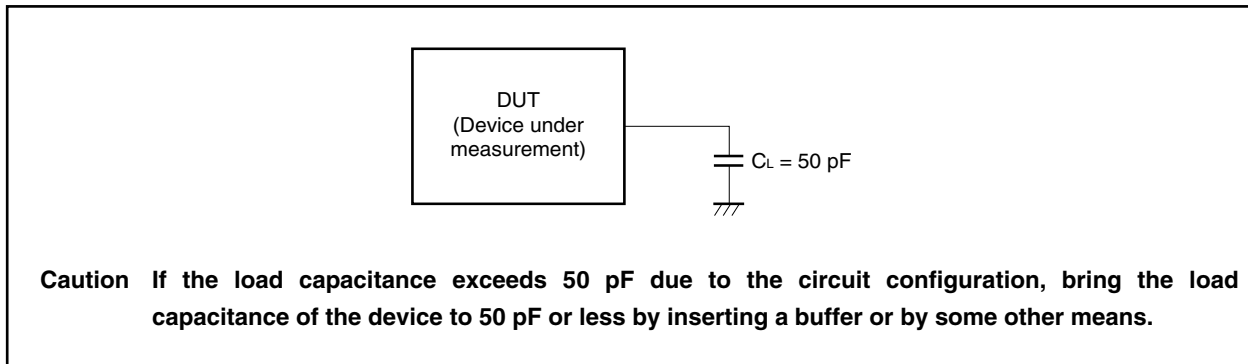 DUT
(Device under
measurement)
CL = 50 pF
Caution If the load capacitance exceeds 50 pF due to the circuit configuration, bring the load
capacitance of the device to 50 pF or less by inserting a buffer or by some other means.